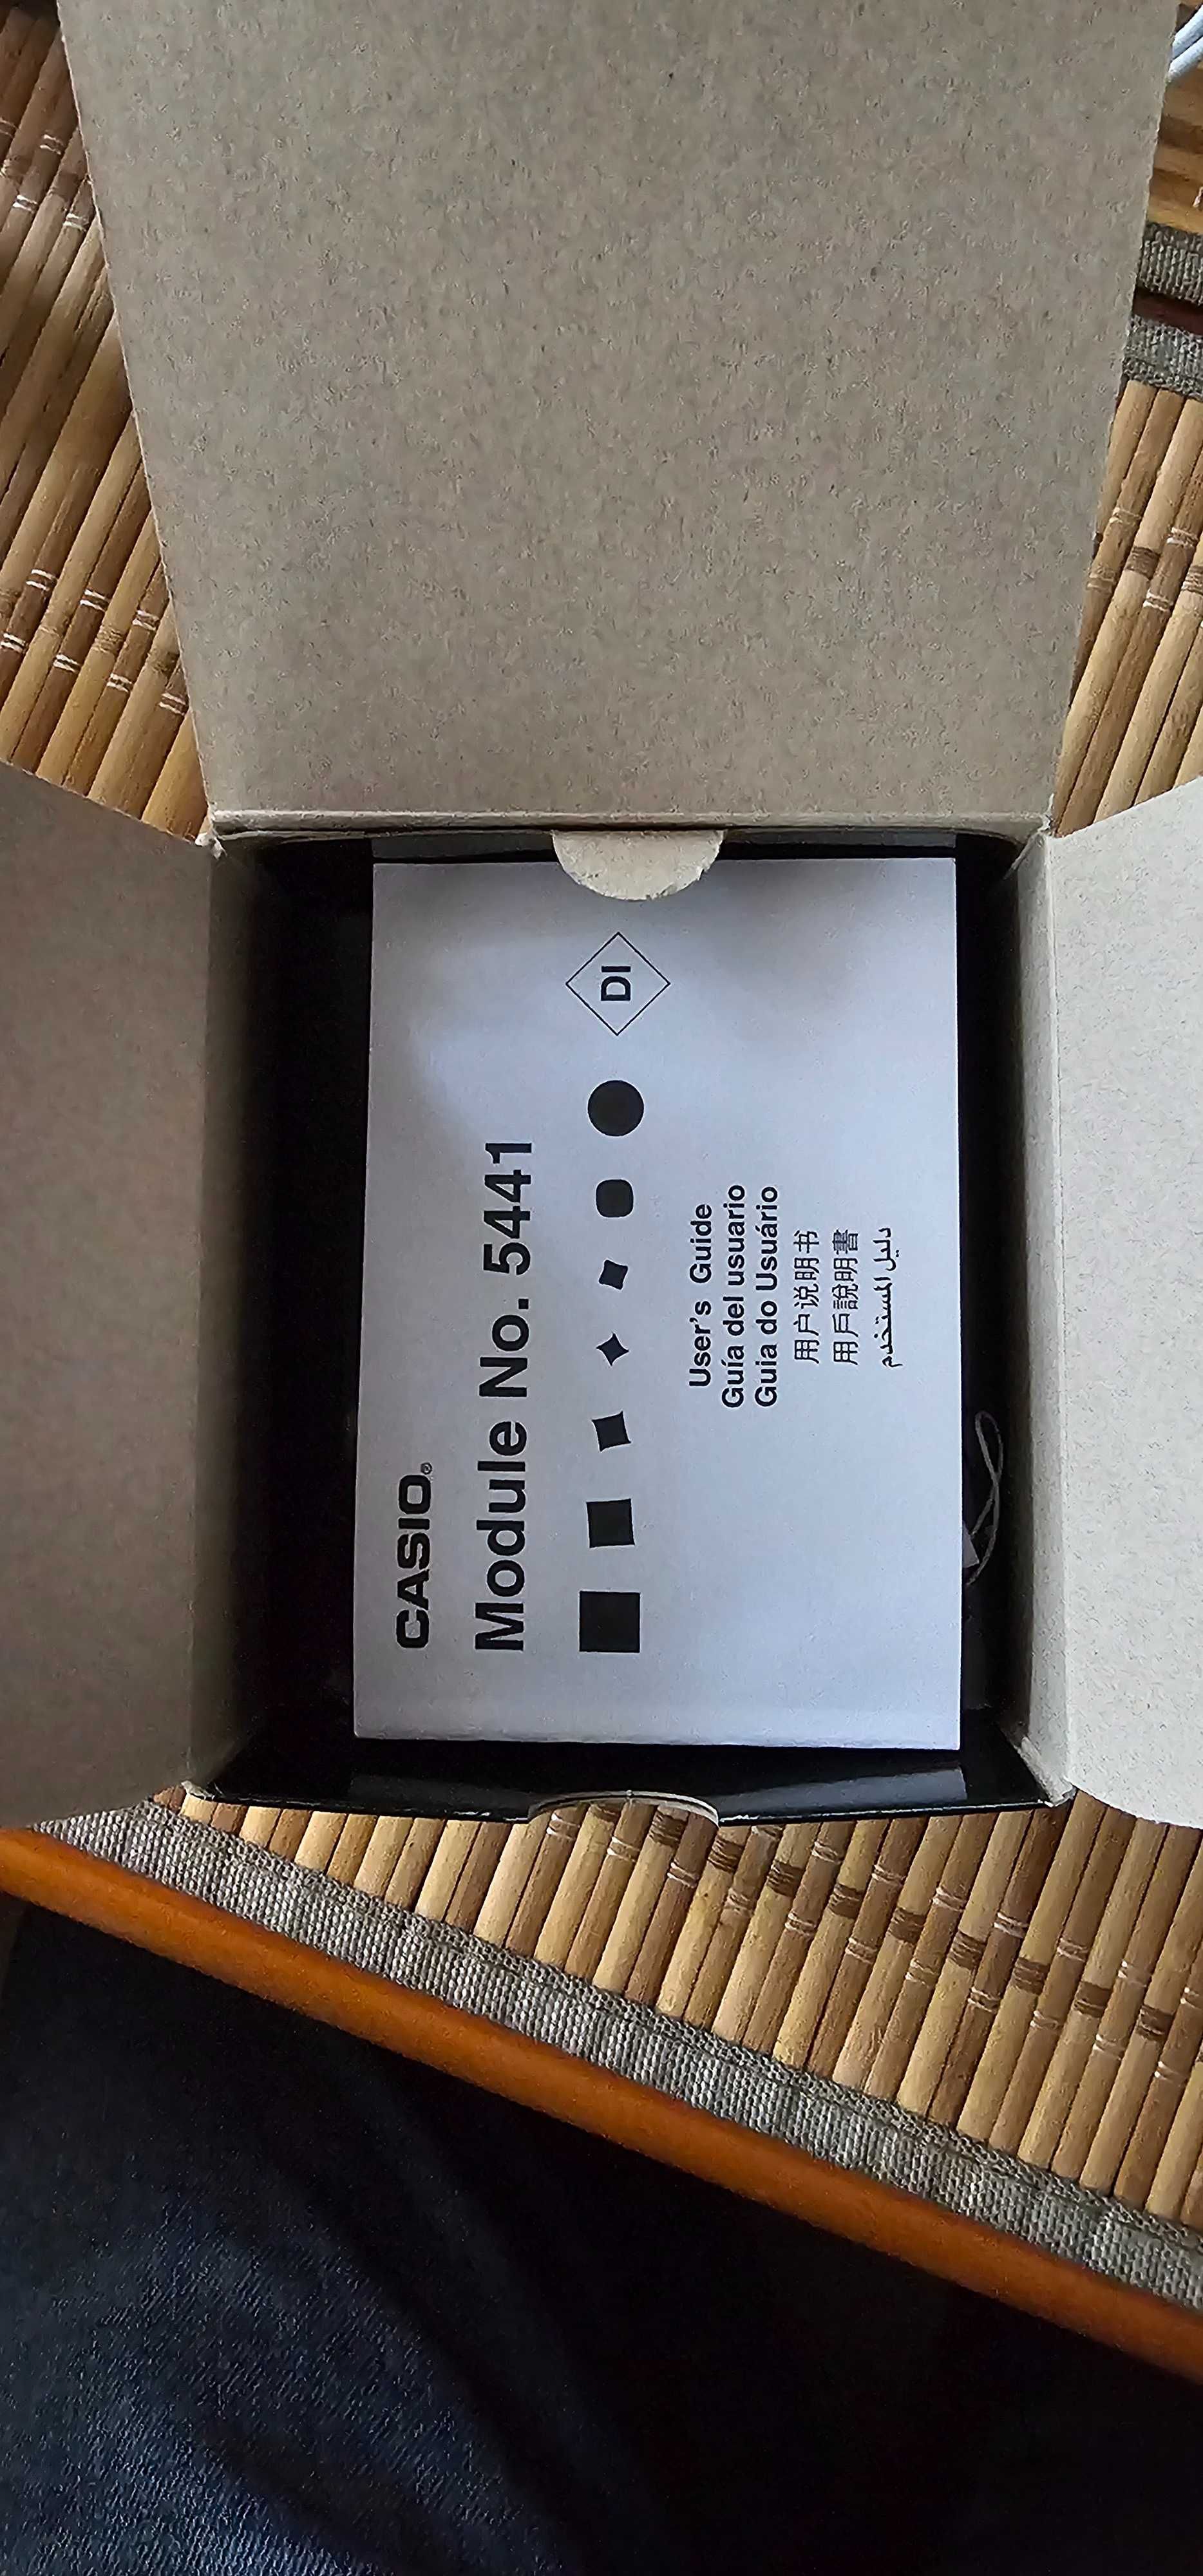 CASIO®
Module No. 5441
DI
User's Guide
Guía del usuario
Guia do Usuário
用户说明书
用戶說明書
دليل المستخدم